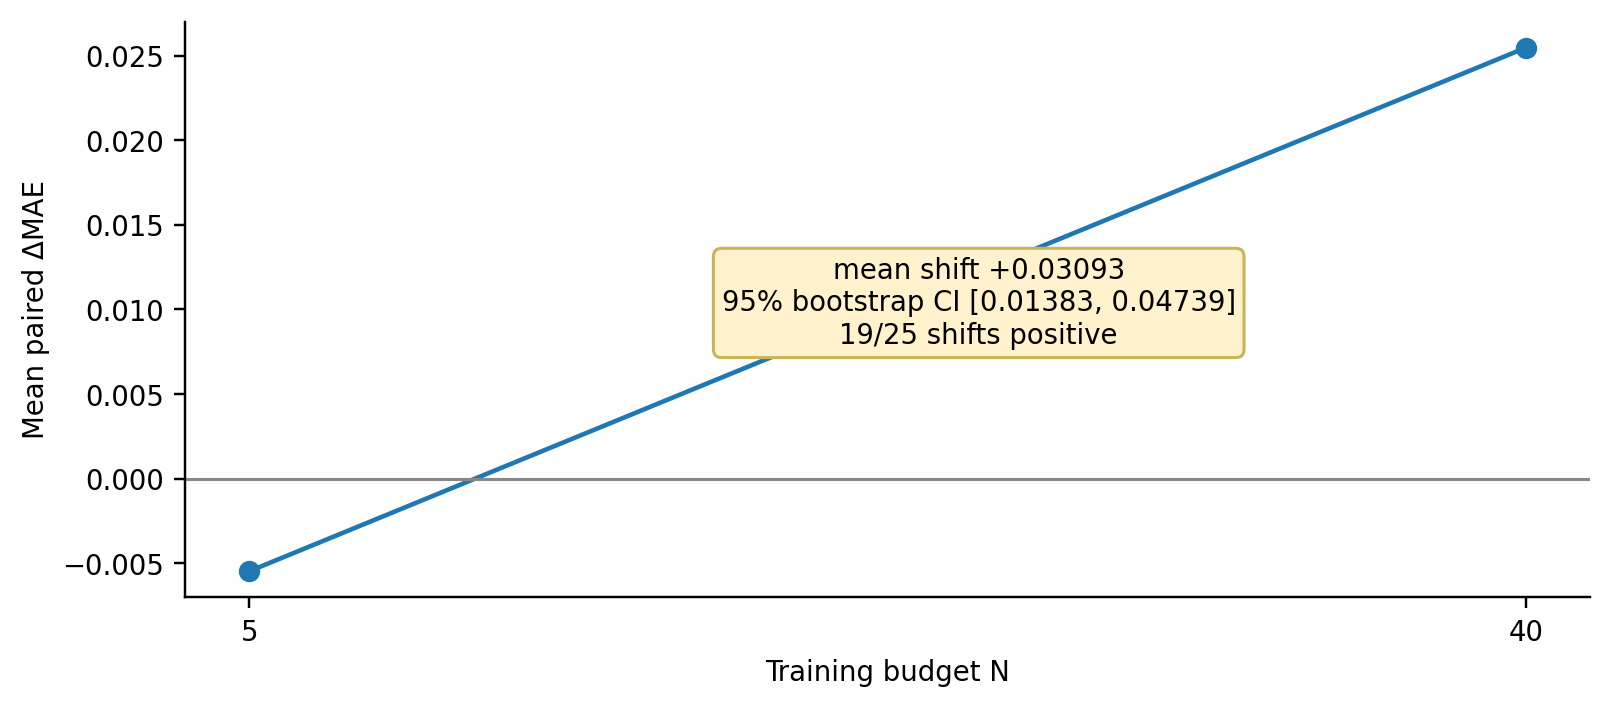 0.025
0.020
0.015
0.010
0.005
0.000
−0.005
Mean paired ΔMAE
mean shift +0.03093
95% bootstrap CI [0.01383, 0.04739]
19/25 shifts positive
5
40
Training budget N